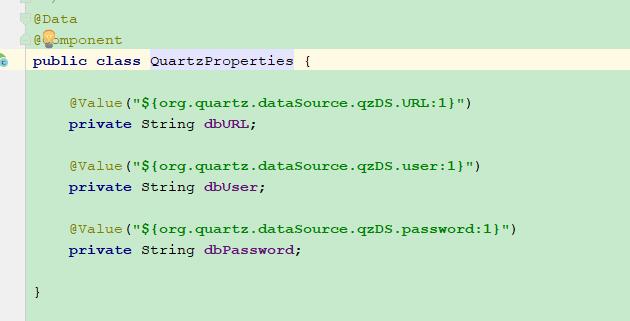 @Data
@Component
public class QuartzProperties {
@Value("${org.quartz.dataSource.qzDS.URL:1}")
private String dbURL;
@Value("${org.quartz.dataSource.qzDS.user:1}")
private String dbUser;
@Value("${org.quartz.dataSource.qzDS.password:1}")
private String dbPassword;
}